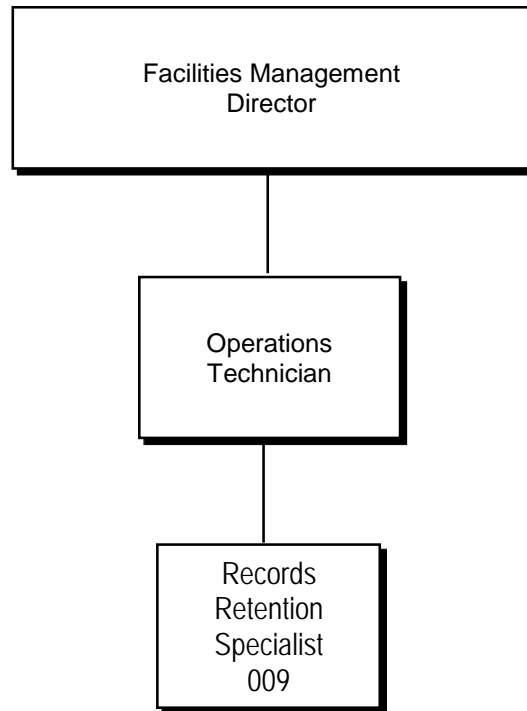 Facilities Management
Director
Operations
Technician
Records
Retention
Specialist
009